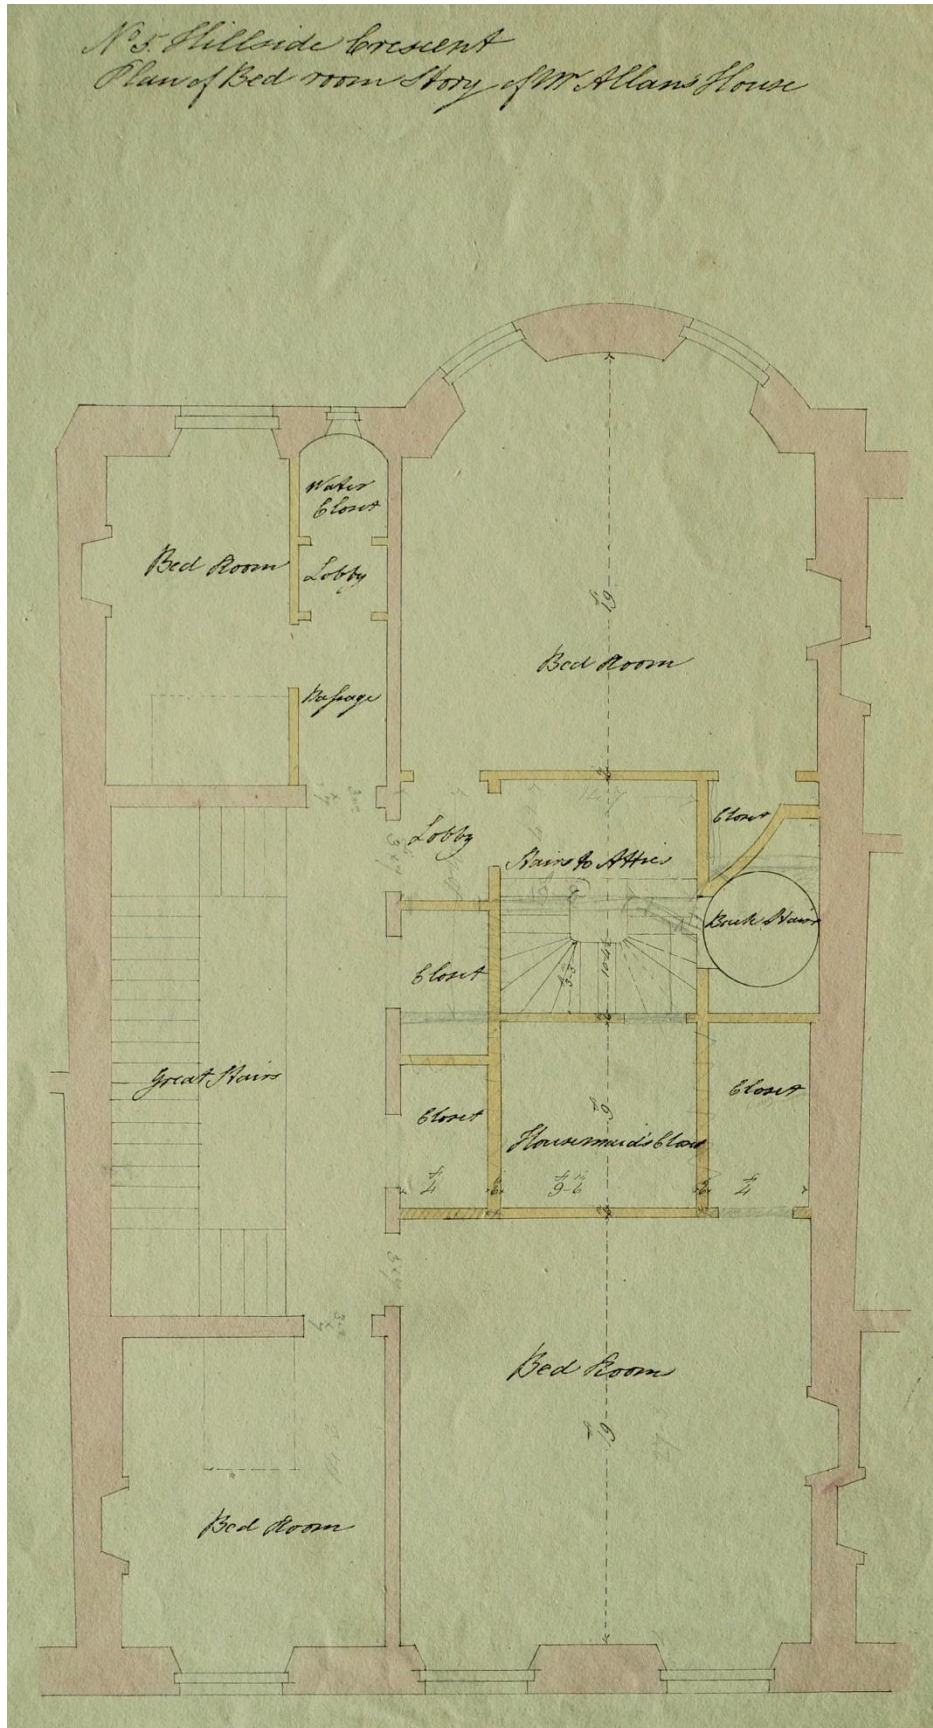 No 5. Hillside Crescent
Plan of Bed room Story of Mr Allans House
Water
Closet
Bed Room
Lobby
Bed Room
Passage
Closet
Lobby
Stairs to Attics
Back Stairs
Closet
Great Stairs
Closet
Closet
Housemaid's Closet
Bed Room
Bed Room